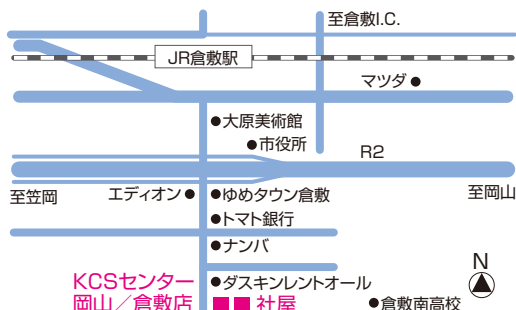 至倉敷I.C.
JR倉敷駅
マツダ
大原美術館
市役所
R2
至笠岡
エディオン
ゆめタウン倉敷
至岡山
トマト銀行
ナンバ
N
KCSセンター
岡山／倉敷店
ダスキンレントオール
社屋
倉敷南高校